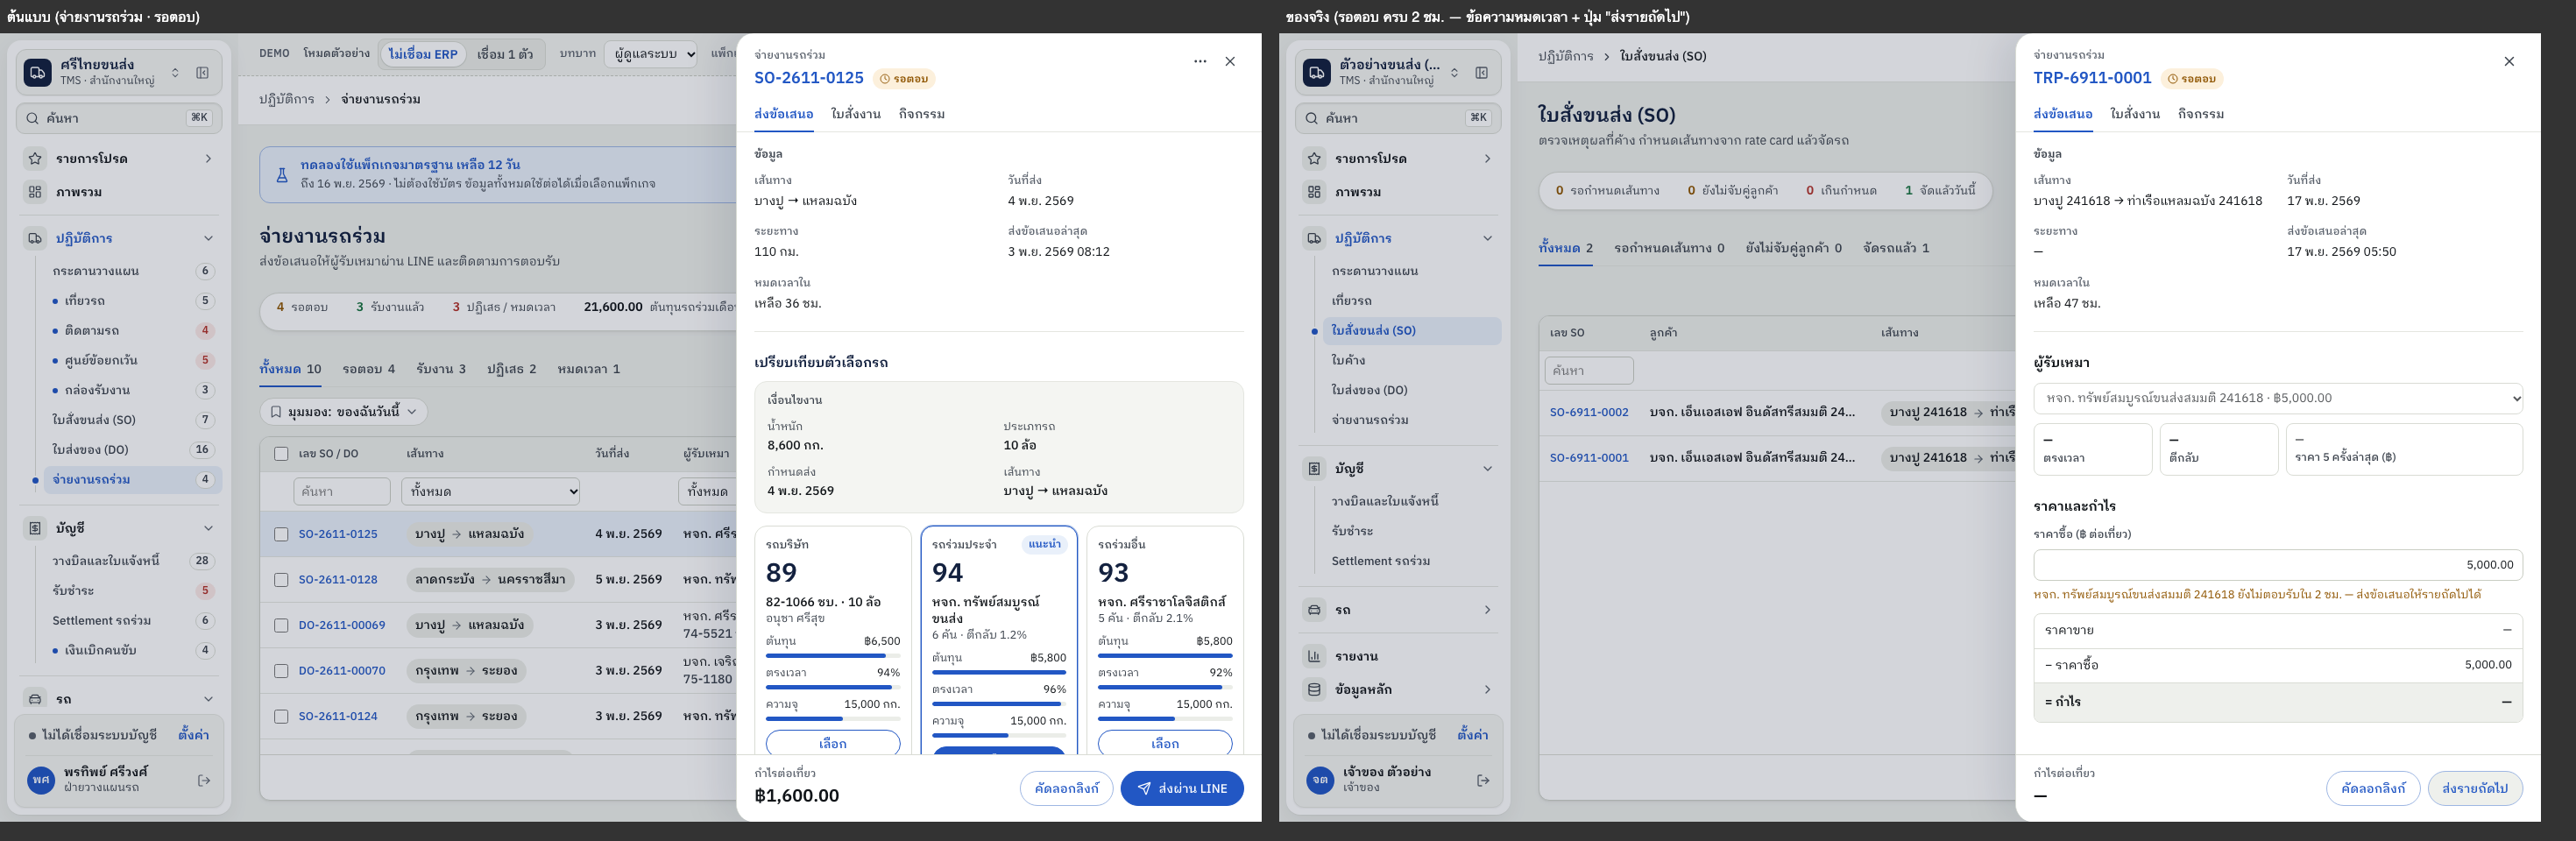 ต้นแบบ (จ่ายงานรถร่วม · รอตอบ)
ศรีไทยขนส่ง
TMS · สำนักงานใหญ่
ค้นหา ⌘K
รายการโปรด
ภาพรวม
ปฏิบัติการ
กระดานวางแผน 6
เที่ยวรถ 5
ติดตามรถ 4
ศูนย์ข้อยกเว้น 5
กล่องรับงาน 3
ใบสั่งขนส่ง (SO) 7
ใบส่งของ (DO) 16
จ่ายงานรถร่วม 4
บัญชี
วางบิลและใบแจ้งหนี้ 28
รับชำระ 5
Settlement รถร่วม 6
เงินเบิกคนขับ 4
รถ
ไม่ได้เชื่อมระบบบัญชี ตั้งค่า
พศ พรทิพย์ ศรีวงศ์
ฝ่ายวางแผนรถ
DEMO โหมดตัวอย่าง ไม่เชื่อม ERP เชื่อม 1 ตัว บทบาท ผู้ดูแลระบบ
ปฏิบัติการ > จ่ายงานรถร่วม
ทดลองใช้แพ็กเกจมาตรฐาน เหลือ 12 วัน
ถึง 16 พ.ย. 2569 · ไม่ต้องใช้บัตร ข้อมูลทั้งหมดใช้ต่อได้เมื่อเลือกแพ็กเกจ
จ่ายงานรถร่วม
ส่งข้อเสนอให้ผู้รับเหมาผ่าน LINE และติดตามการตอบรับ
4 รอตอบ 3 รับงานแล้ว 3 ปฏิเสธ / หมดเวลา 21,600.00
ทั้งหมด 10 รอตอบ 4 รับงาน 3 ปฏิเสธ 2 หมดเวลา 1
มุมมอง: ของฉันวันนี้
เลข SO / DO เส้นทาง วันที่ส่ง ผู้รับเหมา
ค้นหา ทั้งหมด ทั้งหมด
SO-2611-0125 บางปู → แหลมฉบัง 4 พ.ย. 2569
SO-2611-0128 ลาดกระบัง → นครราชสีมา 5 พ.ย. 2569
DO-2611-00069 บางปู → แหลมฉบัง 3 พ.ย. 2569 74-5521
DO-2611-00070 กรุงเทพ → ระยอง 3 พ.ย. 2569 75-1180
SO-2611-0124 กรุงเทพ → ระยอง 3 พ.ย. 2569
จ่ายงานรถร่วม
SO-2611-0125 รอตอบ
ส่งข้อเสนอ ใบสั่งงาน กิจกรรม
ข้อมูล
เส้นทาง วันที่ส่ง
บางปู → แหลมฉบัง 4 พ.ย. 2569
ระยะทาง ส่งข้อเสนอล่าสุด
110 กม. 3 พ.ย. 2569 08:12
หมดเวลาใน
เหลือ 36 ชม.
เปรียบเทียบตัวเลือกรถ
เงื่อนไขงาน
น้ำหนัก ประเภทรถ
8,600 กก. 10 ล้อ
กำหนดส่ง เส้นทาง
4 พ.ย. 2569 บางปู → แหลมฉบัง
รถบริษัท
89
82-1066 ชบ. · 10 ล้อ
อนุชา ศรีสุข
ต้นทุน ฿6,500
ตรงเวลา 94%
ความจุ 15,000 กก.
เลือก
รถร่วมประจำ แนะนำ
94
หจก. ทรัพย์สมบูรณ์
ขนส่ง
6 คัน · ตีกลับ 1.2%
ต้นทุน ฿5,800
ตรงเวลา 96%
ความจุ 15,000 กก.
รถร่วมอื่น
93
หจก. ศรีราชาโลจิสติกส์
5 คัน · ตีกลับ 2.1%
ต้นทุน ฿5,800
ตรงเวลา 92%
ความจุ 15,000 กก.
เลือก
กำไรต่อเที่ยว
฿1,600.00
คัดลอกลิงก์ ส่งผ่าน LINE
ของจริง (รอตอบ ครบ 2 ชม. — ข้อความหมดเวลา + ปุ่ม "ส่งรายถัดไป")
ตัวอย่างขนส่ง (...
TMS · สำนักงานใหญ่
ค้นหา ⌘K
รายการโปรด
ภาพรวม
ปฏิบัติการ
กระดานวางแผน
เที่ยวรถ
ใบสั่งขนส่ง (SO)
ใบค้าง
ใบส่งของ (DO)
จ่ายงานรถร่วม
บัญชี
วางบิลและใบแจ้งหนี้
รับชำระ
Settlement รถร่วม
รถ
รายงาน
ข้อมูลหลัก
ไม่ได้เชื่อมระบบบัญชี ตั้งค่า
จต เจ้าของ ตัวอย่าง
เจ้าของ
ปฏิบัติการ > ใบสั่งขนส่ง (SO)
ใบสั่งขนส่ง (SO)
ตรวจเหตุผลที่ค้าง กำหนดเส้นทางจาก rate card แล้วจัดรถ
0 รอกำหนดเส้นทาง 0 ยังไม่จับคู่ลูกค้า 0 เกินกำหนด 1 จัดแล้ววันนี้
ทั้งหมด 2 รอกำหนดเส้นทาง 0 ยังไม่จับคู่ลูกค้า 0 จัดรถแล้ว 1
เลข SO ลูกค้า เส้นทาง
ค้นหา
SO-6911-0002 บจก. เอ็นเอสเอฟ อินดัสทรีสมมติ 24... บางปู 241618 →
SO-6911-0001 บจก. เอ็นเอสเอฟ อินดัสทรีสมมติ 24... บางปู 241618 →
จ่ายงานรถร่วม
TRP-6911-0001 รอตอบ
ส่งข้อเสนอ ใบสั่งงาน กิจกรรม
ข้อมูล
เส้นทาง วันที่ส่ง
บางปู 241618 → ท่าเรือแหลมฉบัง 241618 17 พ.ย. 2569
ระยะทาง ส่งข้อเสนอล่าสุด
— 17 พ.ย. 2569 05:50
หมดเวลาใน
เหลือ 47 ชม.
ผู้รับเหมา
หจก. ทรัพย์สมบูรณ์ขนส่งสมมติ 241618 · ฿5,000.00
— — —
ตรงเวลา ตีกลับ ราคา 5 ครั้งล่าสุด (฿)
ราคาและกำไร
ราคาซื้อ (฿ ต่อเที่ยว)
5,000.00
หจก. ทรัพย์สมบูรณ์ขนส่งสมมติ 241618 ยังไม่ตอบรับใน 2 ชม. — ส่งข้อเสนอให้รายถัดไปได้
ราคาขาย —
− ราคาซื้อ 5,000.00
= กำไร —
กำไรต่อเที่ยว
—
คัดลอกลิงก์ ส่งรายถัดไป